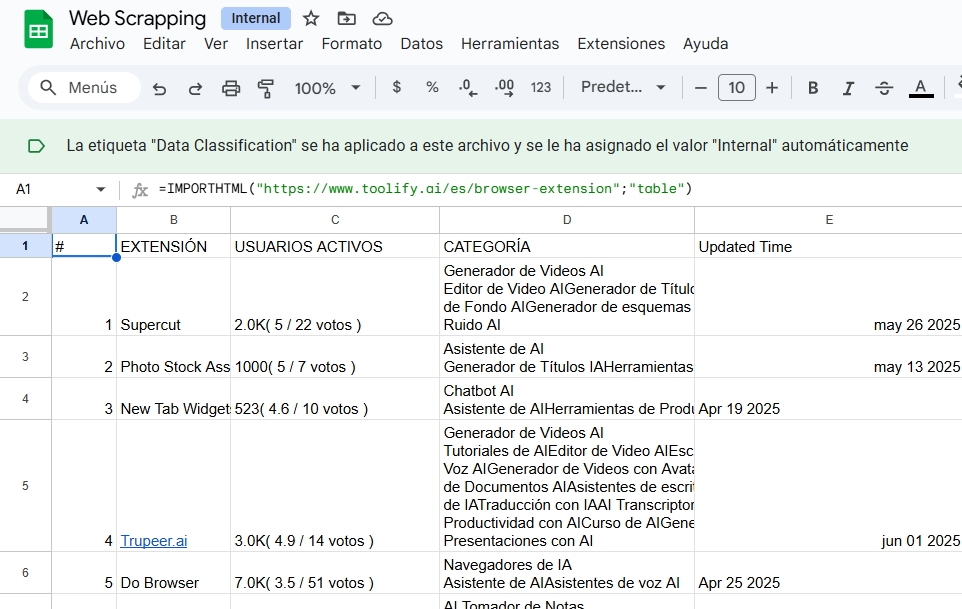 Web Scrapping Internal
Archivo Editar Ver Insertar Formato Datos Herramientas Extensiones Ayuda
Menús 100% $ % .0 .00 123 Predet... 10 B I S A
La etiqueta "Data Classification" se ha aplicado a este archivo y se le ha asignado el valor "Internal" automáticamente
A1 fx =IMPORTHTML("https://www.toolify.ai/es/browser-extension";"table")
A B C D E
1 # EXTENSIÓN USUARIOS ACTIVOS CATEGORÍA Updated Time
Generador de Videos AI
Editor de Video AIGenerador de Título
de Fondo AIGenerador de esquemas
Ruido AI
2 1 Supercut 2.0K( 5 / 22 votos ) may 26 2025
Asistente de AI
Generador de Títulos IAHerramientas
3 2 Photo Stock Ass 1000( 5 / 7 votos ) may 13 2025
Chatbot AI
Asistente de AIHerramientas de Produ
4 3 New Tab Widget 523( 4.6 / 10 votos ) Apr 19 2025
Generador de Videos AI
Tutoriales de AIEditor de Video AIEsc
Voz AIGenerador de Videos con Avata
de Documentos AIAsistentes de escrit
de IATraducción con IAAI Transcriptor
Productividad con AICurso de AIGene
Presentaciones con AI
5 4 Trupeer.ai 3.0K( 4.9 / 14 votos ) jun 01 2025
Navegadores de IA
Asistente de AIAsistentes de voz AI
6 5 Do Browser 7.0K( 3.5 / 51 votos ) Apr 25 2025
AI Tomador de Notas